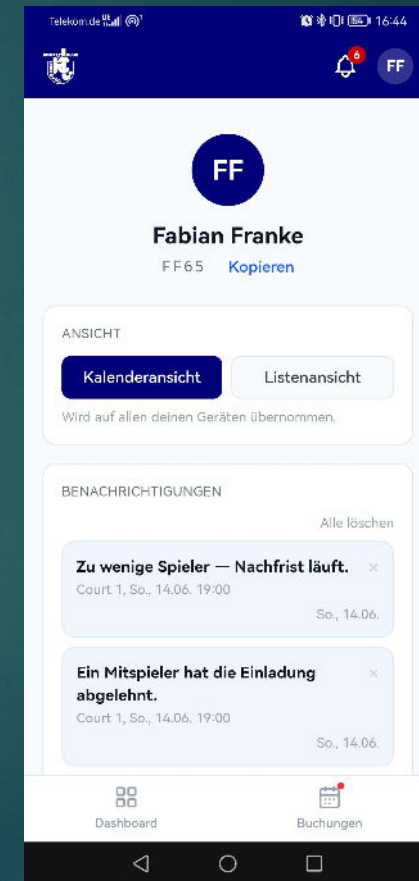 Telekom.de 16:44
6
FF
FF
Fabian Franke
FF65 Kopieren
ANSICHT
Kalenderansicht Listenansicht
Wird auf allen deinen Geräten übernommen.
BENACHRICHTIGUNGEN
Alle löschen
Zu wenige Spieler — Nachfrist läuft. ×
Court 1, So., 14.06. 19:00
So., 14.06.
Ein Mitspieler hat die Einladung ×
abgelehnt.
Court 1, So., 14.06. 19:00
So., 14.06.
Dashboard Buchungen